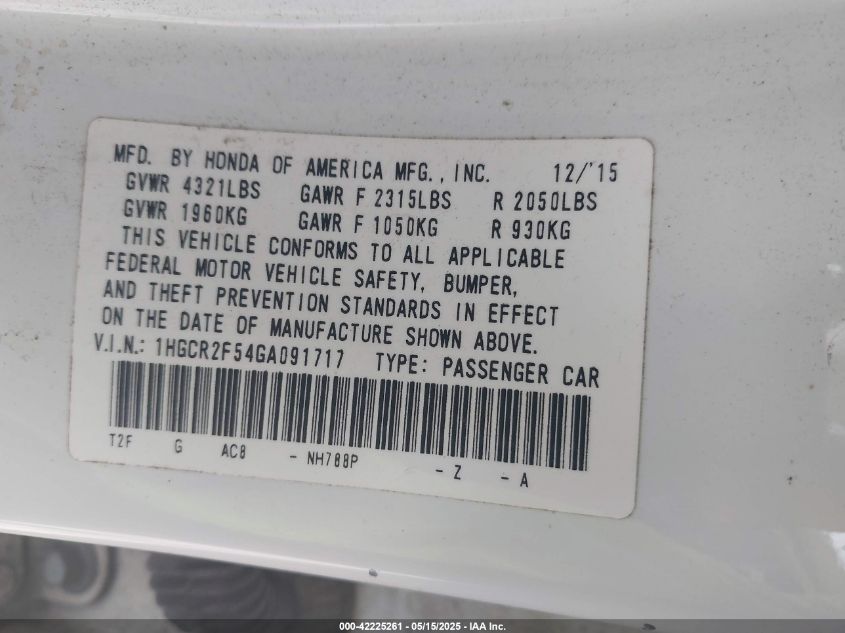 MFD. BY HONDA OF AMERICA MFG., INC. 12/'15
GVWR 4321LBS GAWR F 2315LBS R 2050LBS
GVWR 1960KG GAWR F 1050KG R 930KG
THIS VEHICLE CONFORMS TO ALL APPLICABLE
FEDERAL MOTOR VEHICLE SAFETY, BUMPER,
AND THEFT PREVENTION STANDARDS IN EFFECT
ON THE DATE OF MANUFACTURE SHOWN ABOVE.
V.I.N.: 1HGCR2F54GA091717 TYPE: PASSENGER CAR
T2F G AC8 - NH788P - Z - A
000-42225261 - 05/15/2025 - IAA Inc.